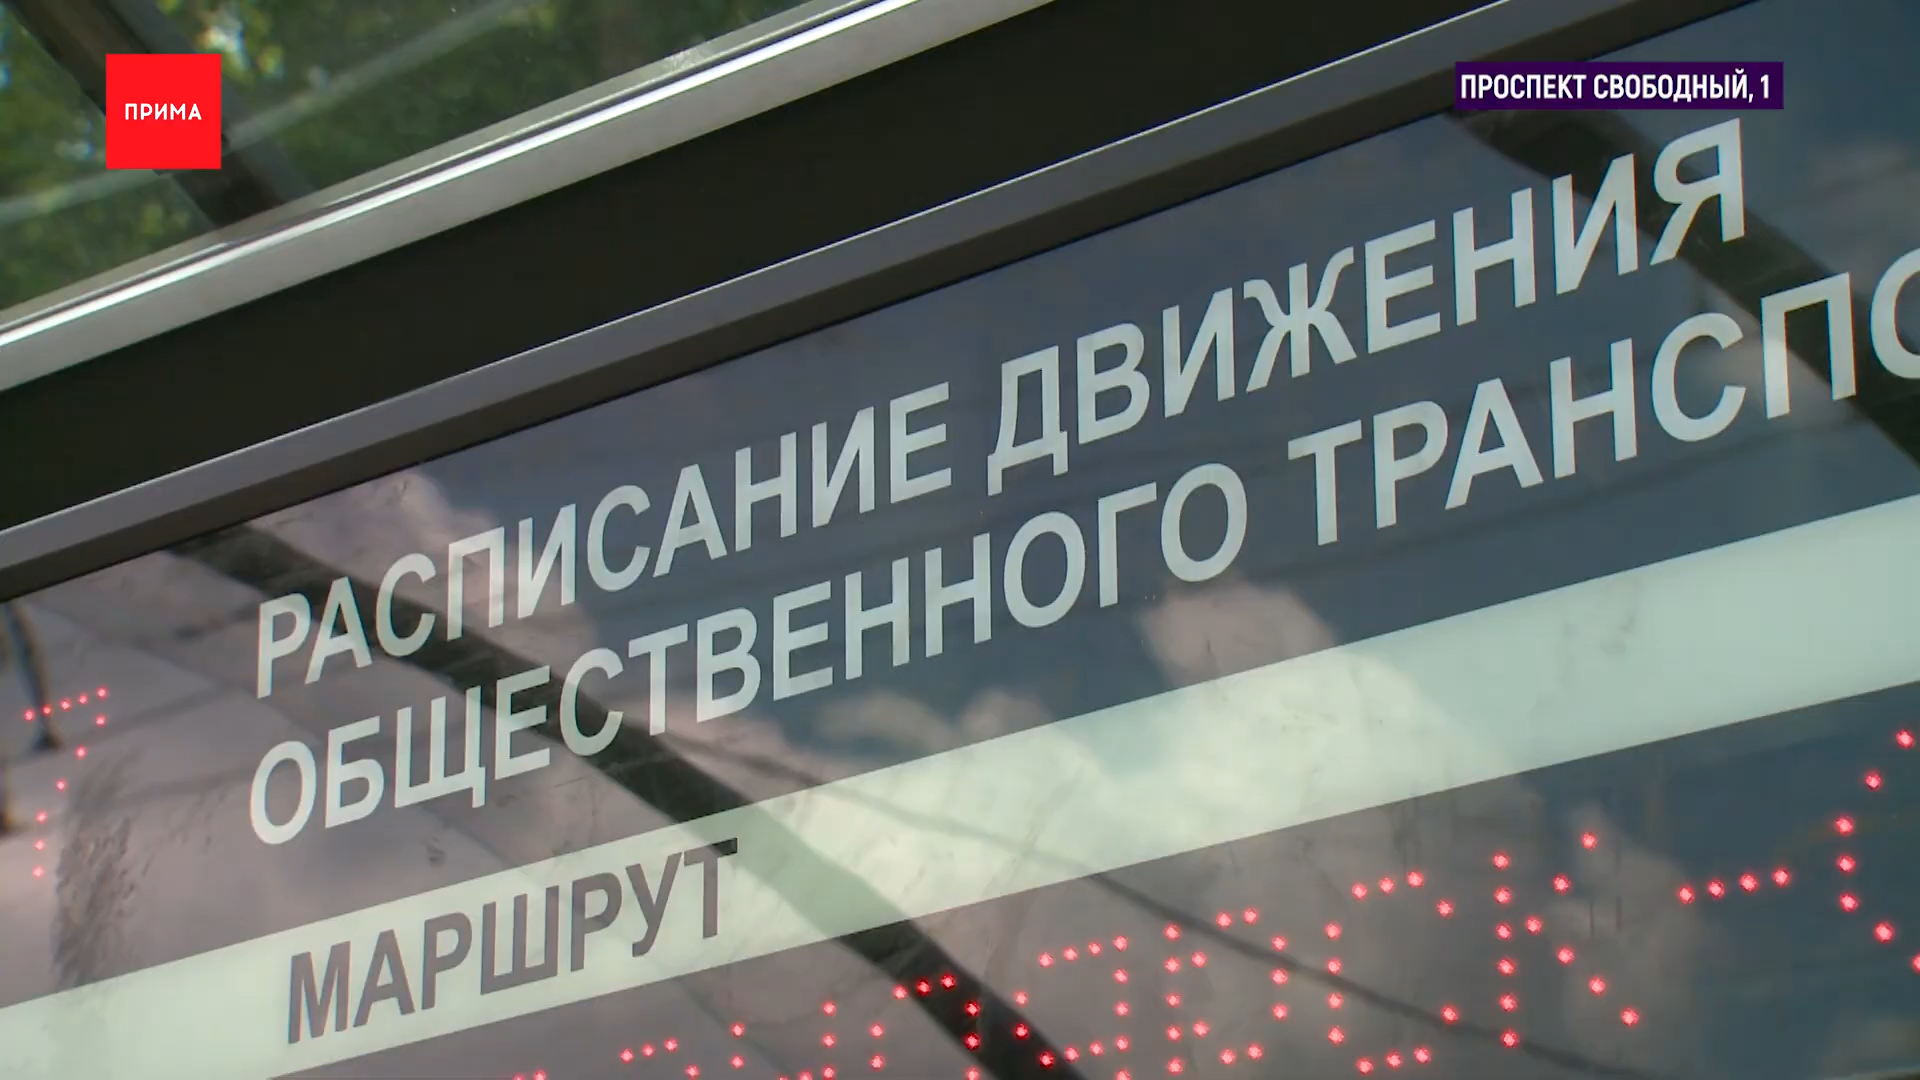 ПРИМА
ПРОСПЕКТ СВОБОДНЫЙ, 1
РАСПИСАНИЕ ДВИЖЕНИЯ
ОБЩЕСТВЕННОГО ТРАНСПО
МАРШРУТ